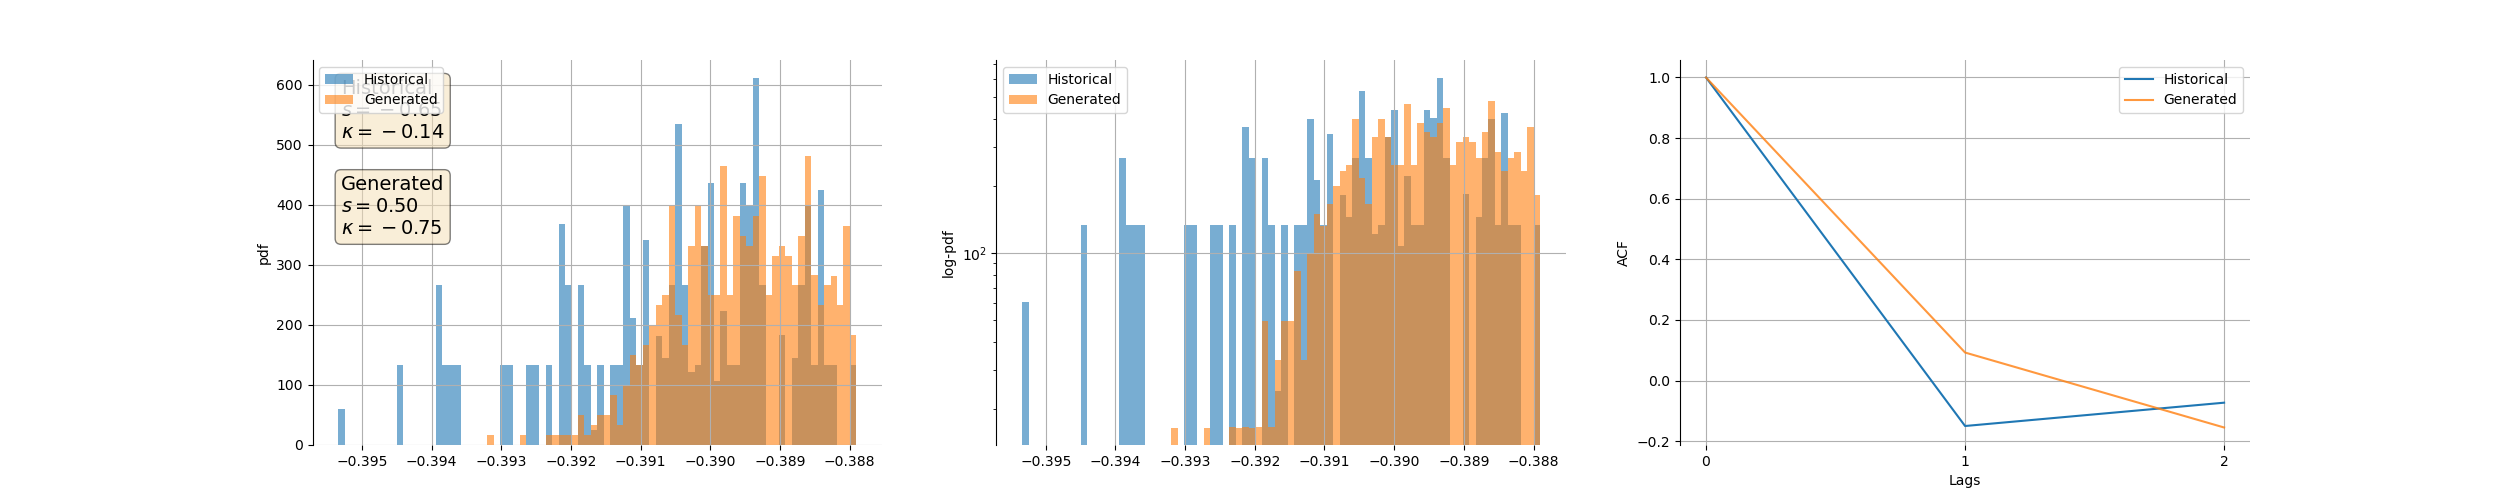 Historical
Generated
Historical
s = −0.65
κ = −0.14
Generated
s = 0.50
κ = −0.75
pdf
600
500
400
300
200
100
0
−0.395 −0.394 −0.393 −0.392 −0.391 −0.390 −0.389 −0.388
Historical
Generated
log-pdf
10²
−0.395 −0.394 −0.393 −0.392 −0.391 −0.390 −0.389 −0.388
Historical
Generated
ACF
1.0
0.8
0.6
0.4
0.2
0.0
−0.2
0 1 2
Lags